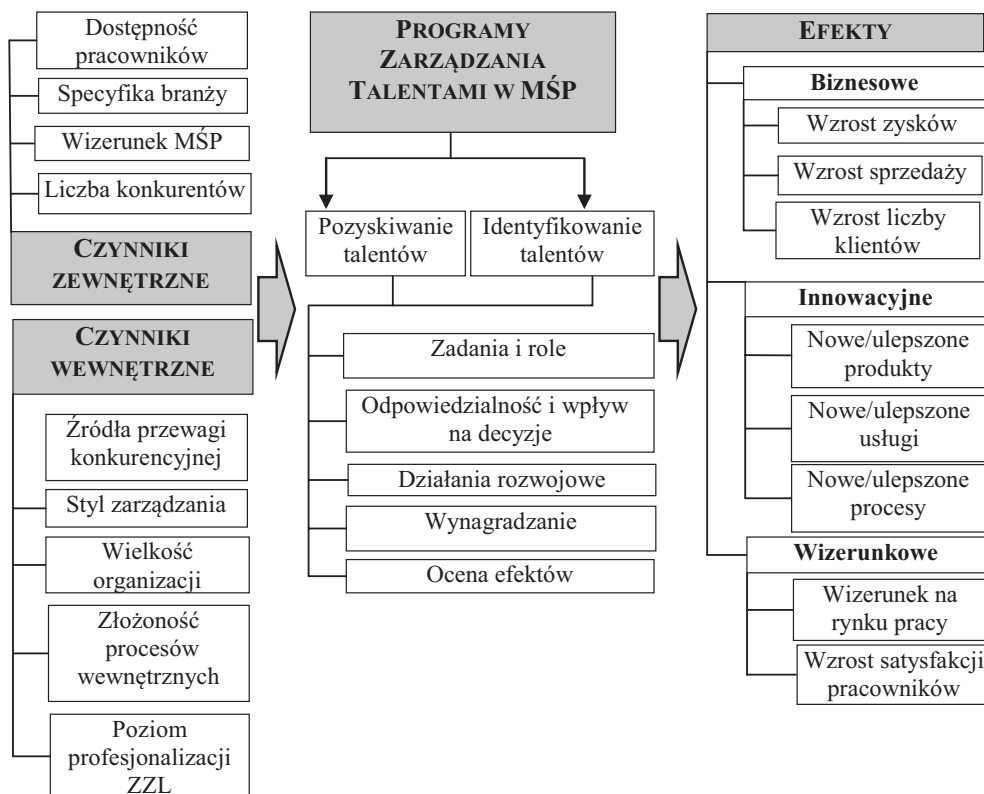 Dostępność
pracowników
Specyfika branży
Wizerunek MŚP
Liczba konkurentów
CZYNNIKI
ZEWNĘTRZNE
CZYNNIKI
WEWNĘTRZNE
Źródła przewagi
konkurencyjnej
Styl zarządzania
Wielkość
organizacji
Złożoność
procesów
wewnętrznych
Poziom
profesjonalizacji
ZZL
PROGRAMY
ZARZĄDZANIA
TALENTAMI W MŚP
Pozyskiwanie
talentów
Identyfikowanie
talentów
Zadania i role
Odpowiedzialność i wpływ
na decyzje
Działania rozwojowe
Wynagradzanie
Ocena efektów
EFEKTY
Biznesowe
Wzrost zysków
Wzrost sprzedaży
Wzrost liczby
klientów
Innowacyjne
Nowe/ulepszone
produkty
Nowe/ulepszone
usługi
Nowe/ulepszone
procesy
Wizerunkowe
Wizerunek na
rynku pracy
Wzrost satysfakcji
pracowników